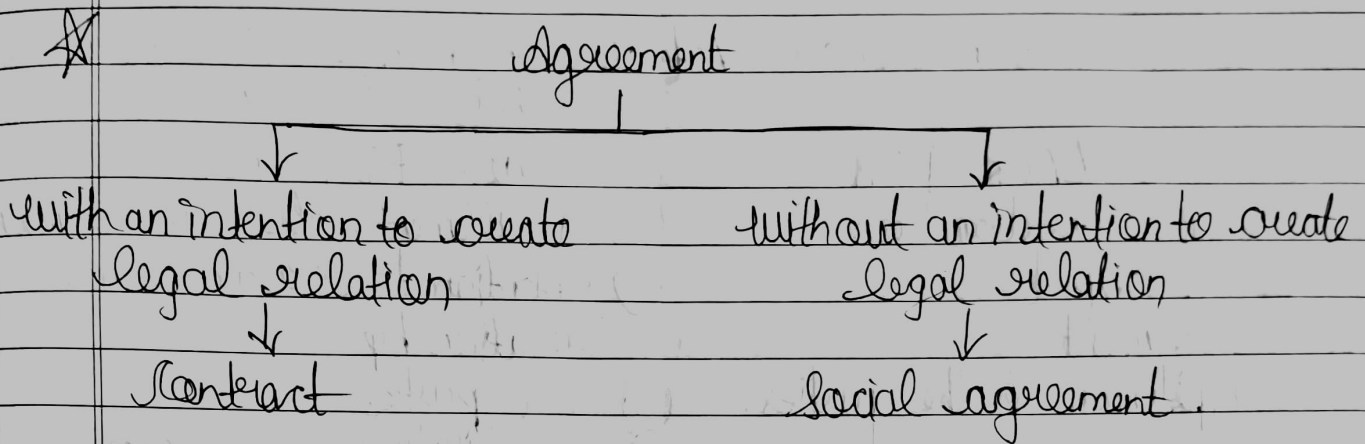 Agreement
with an intention to create without an intention to create
legal relation legal relation
Contract Social agreement.